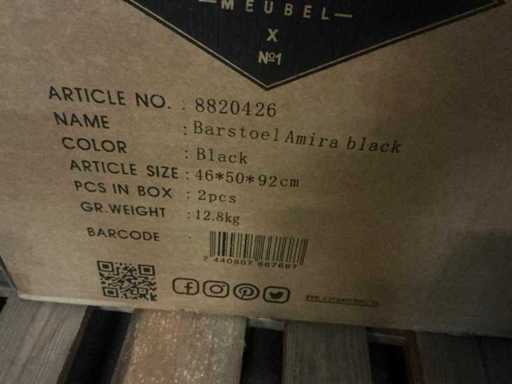 — MEUBEL —
X
Nº1
ARTICLE NO. : 8820426
NAME : Barstoel Amira black
COLOR : Black
ARTICLE SIZE : 46*50*92cm
PCS IN BOX : 2pcs
GR.WEIGHT : 12.8kg
BARCODE :